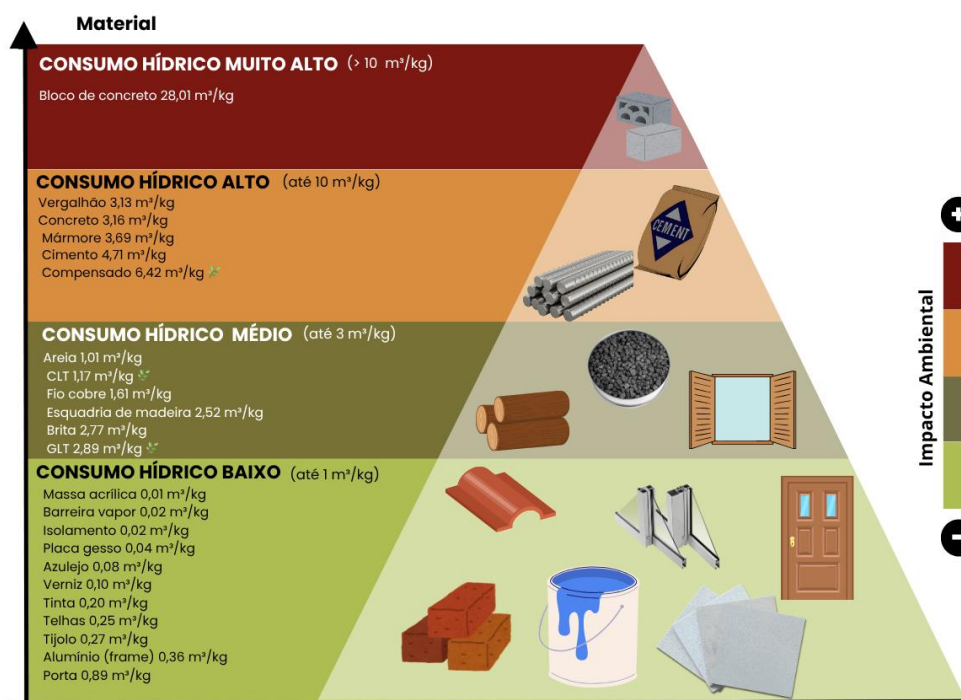 Material
CONSUMO HÍDRICO MUITO ALTO (> 10 m³/kg)
Bloco de concreto 28,01 m³/kg
CONSUMO HÍDRICO ALTO (até 10 m³/kg)
Vergalhão 3,13 m³/kg
Concreto 3,16 m³/kg
Mármore 3,69 m³/kg
Cimento 4,71 m³/kg
Compensado 6,42 m³/kg
CEMENT
CONSUMO HÍDRICO MÉDIO (até 3 m³/kg)
Areia 1,01 m³/kg
CLT 1,17 m³/kg
Fio cobre 1,61 m³/kg
Esquadria de madeira 2,52 m³/kg
Brita 2,77 m³/kg
GLT 2,89 m³/kg
CONSUMO HÍDRICO BAIXO (até 1 m³/kg)
Massa acrílica 0,01 m³/kg
Barreira vapor 0,02 m³/kg
Isolamento 0,02 m³/kg
Placa gesso 0,04 m³/kg
Azulejo 0,08 m³/kg
Verniz 0,10 m³/kg
Tinta 0,20 m³/kg
Telhas 0,25 m³/kg
Tijolo 0,27 m³/kg
Alumínio (frame) 0,36 m³/kg
Porta 0,89 m³/kg
+
Impacto Ambiental
-